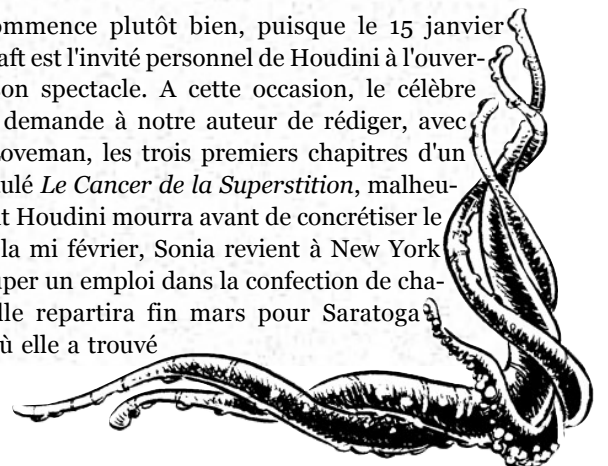 ommence plutôt bien, puisque le 15 janvier
aft est l'invité personnel de Houdini à l'ouver-
on spectacle. A cette occasion, le célèbre
demande à notre auteur de rédiger, avec
oveman, les trois premiers chapitres d'un
ulé Le Cancer de la Superstition, malheu-
t Houdini mourra avant de concrétiser le
la mi février, Sonia revient à New York
uper un emploi dans la confection de cha-
lle repartira fin mars pour Saratoga
ù elle a trouvé